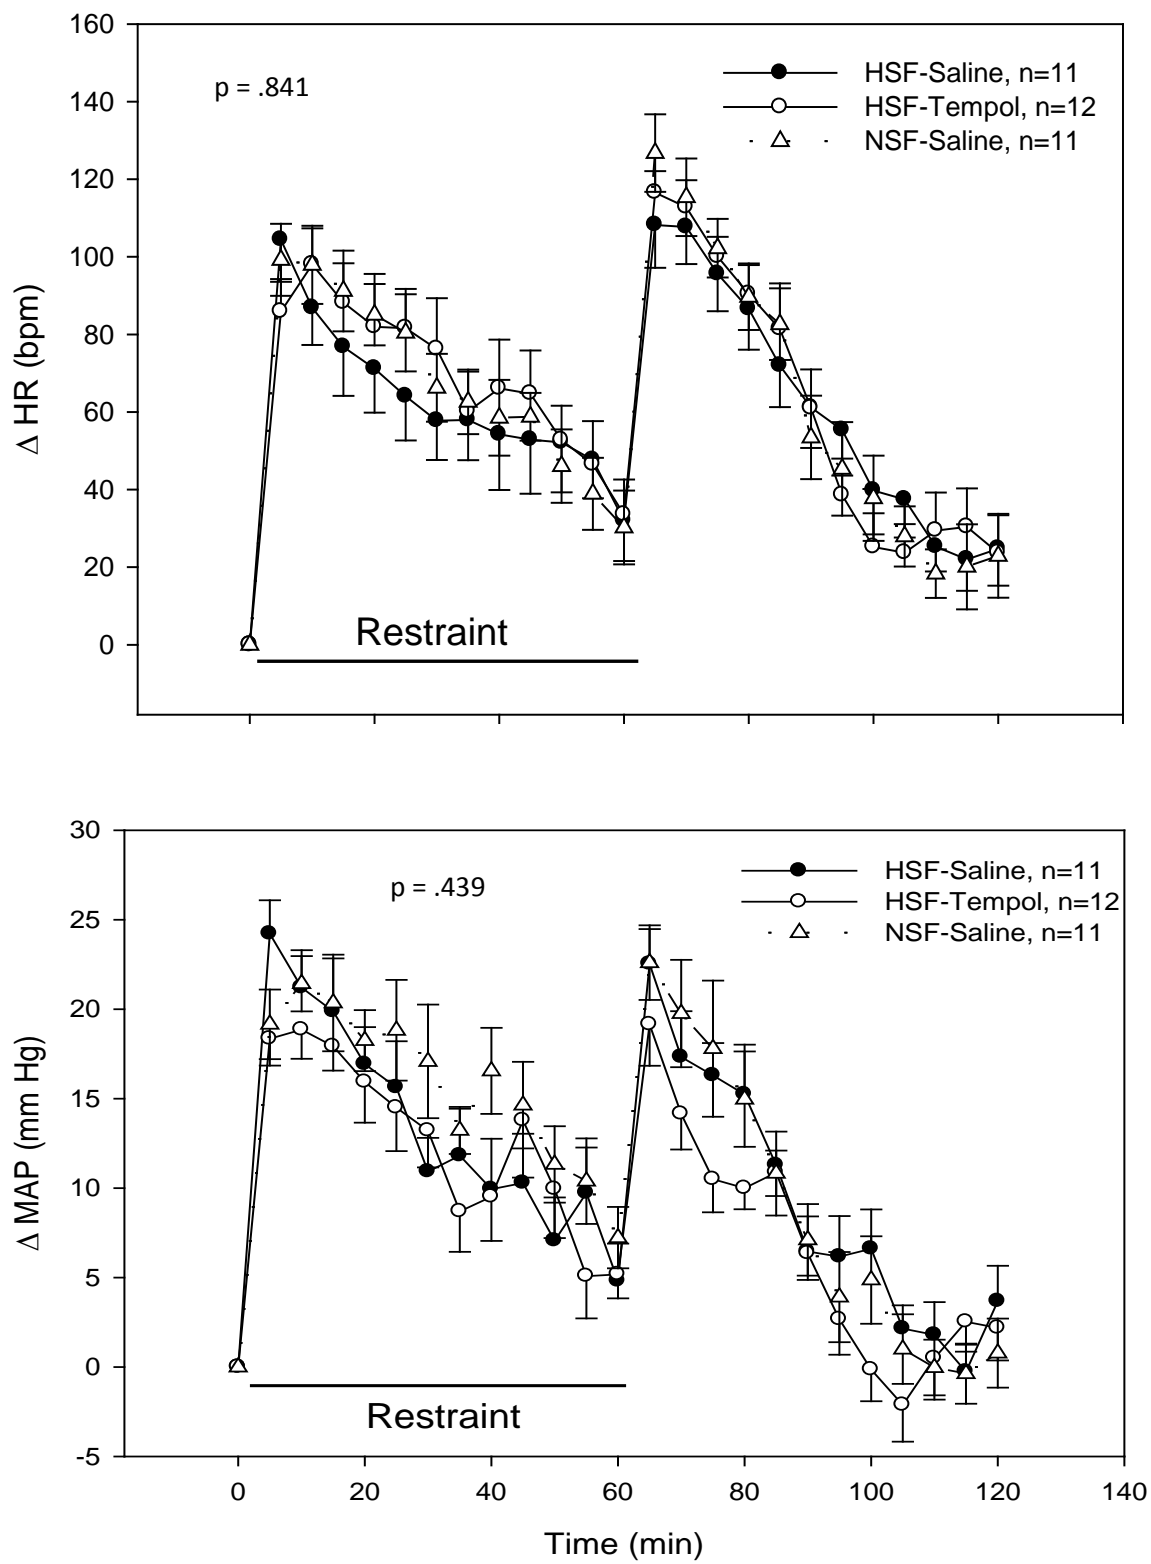 160
p = .841
HSF-Saline, n=11
HSF-Tempol, n=12
NSF-Saline, n=11
140
120
100
80
60
40
20
0
Δ HR (bpm)
Restraint
30
p = .439
HSF-Saline, n=11
HSF-Tempol, n=12
NSF-Saline, n=11
25
20
15
10
5
0
-5
Δ MAP (mm Hg)
Restraint
0 20 40 60 80 100 120 140
Time (min)